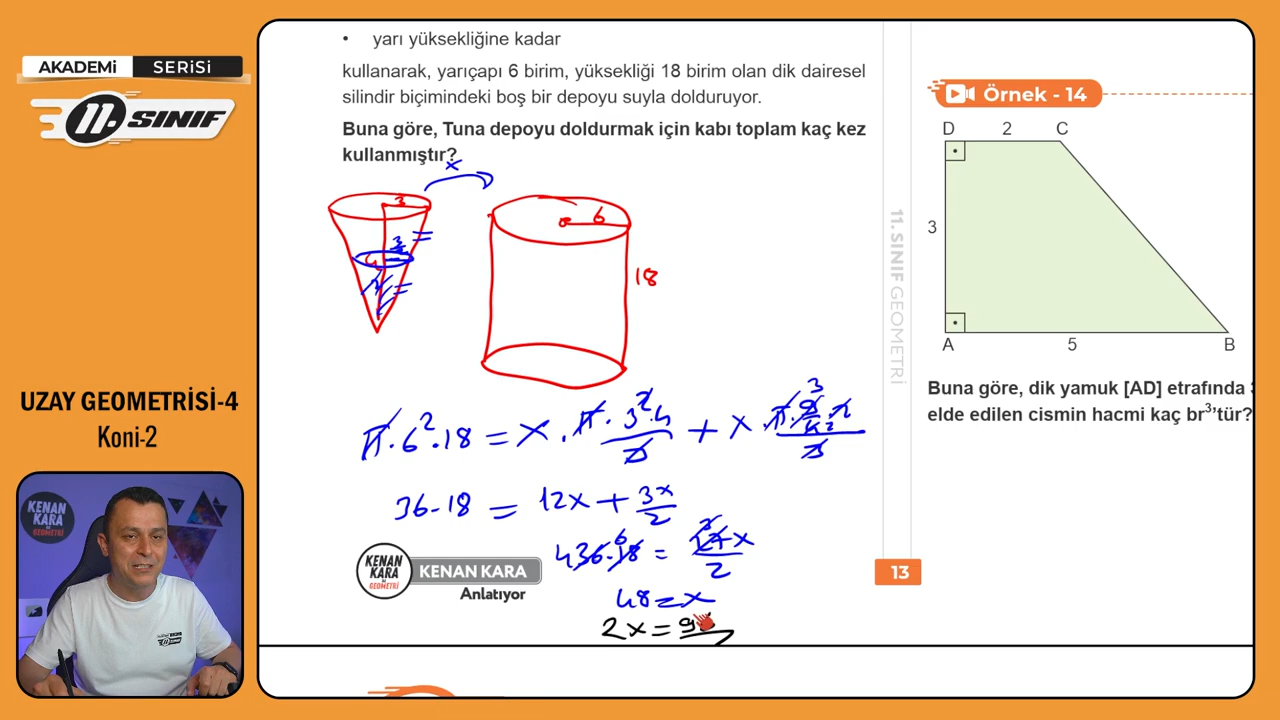 AKADEMİ SERİSİ
11. SINIF
UZAY GEOMETRİSİ-4
Koni-2
KENAN KARA ile GEOMETRİ
• yarı yüksekliğine kadar
kullanarak, yarıçapı 6 birim, yüksekliği 18 birim olan dik dairesel
silindir biçimindeki boş bir depoyu suyla dolduruyor.
Buna göre, Tuna depoyu doldurmak için kabı toplam kaç kez
kullanmıştır?
x
3
6
18
π · 6² · 18 = x · π · 3² · 4 / 3 + x ·
36 · 18 = 12x + 3x/2
48 = x
2x =
KENAN KARA ile GEOMETRİ
KENAN KARA
Anlatıyor
13
11. SINIF GEOMETRİ
Örnek - 14
D 2 C
3
A 5 B
Buna göre, dik yamuk [AD] etrafında
elde edilen cismin hacmi kaç br³'tür?